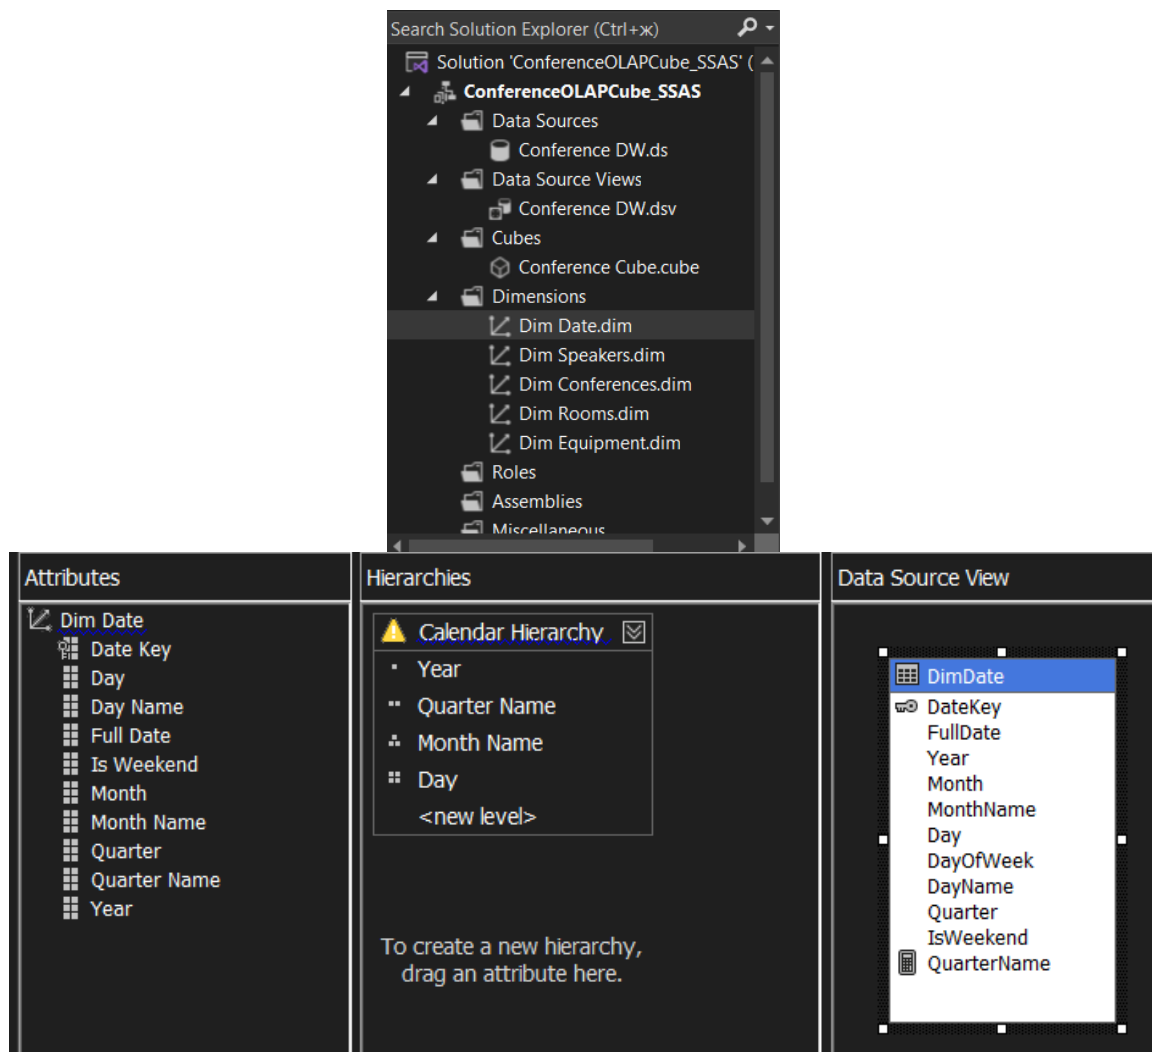 Search Solution Explorer (Ctrl+ж)
Solution 'ConferenceOLAPCube_SSAS' (
ConferenceOLAPCube_SSAS
Data Sources
Conference DW.ds
Data Source Views
Conference DW.dsv
Cubes
Conference Cube.cube
Dimensions
Dim Date.dim
Dim Speakers.dim
Dim Conferences.dim
Dim Rooms.dim
Dim Equipment.dim
Roles
Assemblies
Miscellaneous
Attributes
Dim Date
Date Key
Day
Day Name
Full Date
Is Weekend
Month
Month Name
Quarter
Quarter Name
Year
Hierarchies
Calendar Hierarchy
Year
Quarter Name
Month Name
Day
<new level>
To create a new hierarchy,
drag an attribute here.
Data Source View
DimDate
DateKey
FullDate
Year
Month
MonthName
Day
DayOfWeek
DayName
Quarter
IsWeekend
QuarterName